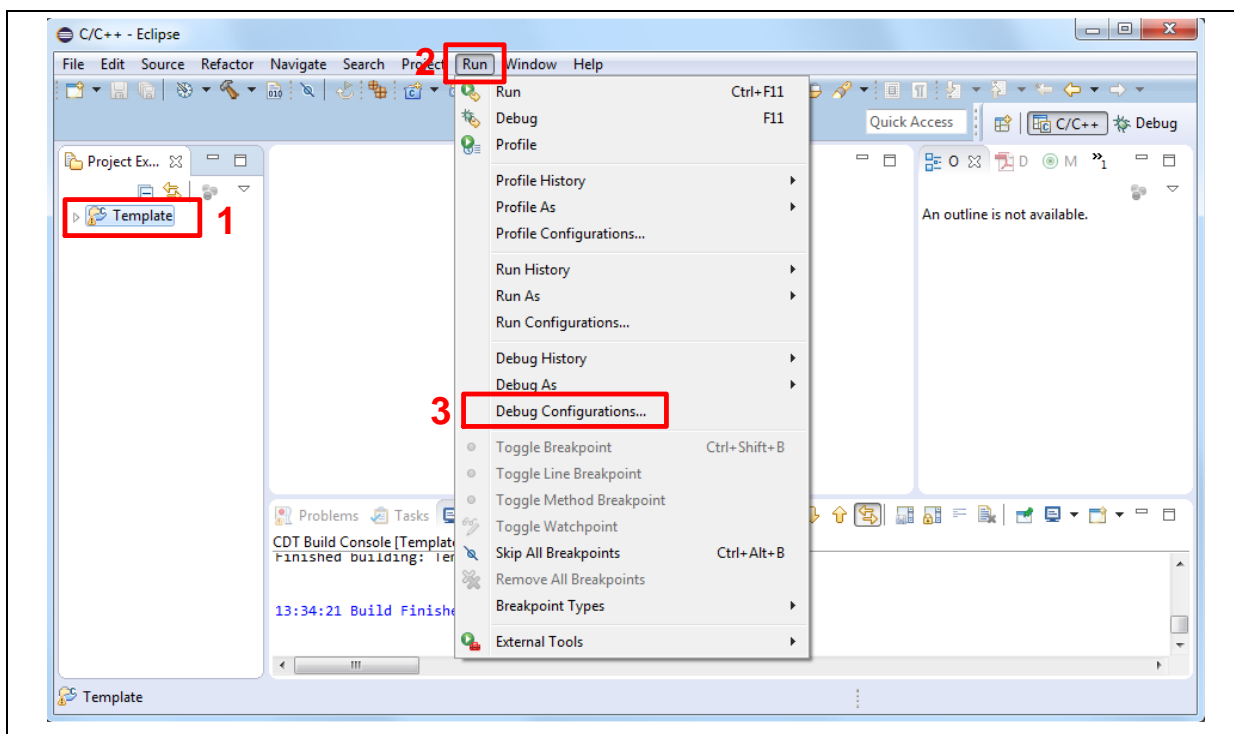 C/C++ - Eclipse
2
File Edit Source Refactor Navigate Search Project Run Window Help
Run Ctrl+F11
Debug F11
Quick Access C/C++ Debug
Profile
Project Ex... O D M »1
Profile History
Profile As
Template 1
An outline is not available.
Profile Configurations...
Run History
Run As
Run Configurations...
Debug History
Debug As
3 Debug Configurations...
Toggle Breakpoint Ctrl+Shift+B
Toggle Line Breakpoint
Toggle Method Breakpoint
Problems Tasks
Toggle Watchpoint
CDT Build Console [Templat
Skip All Breakpoints Ctrl+Alt+B
Finished building:
Remove All Breakpoints
13:34:21 Build Finishe
Breakpoint Types
External Tools
Template